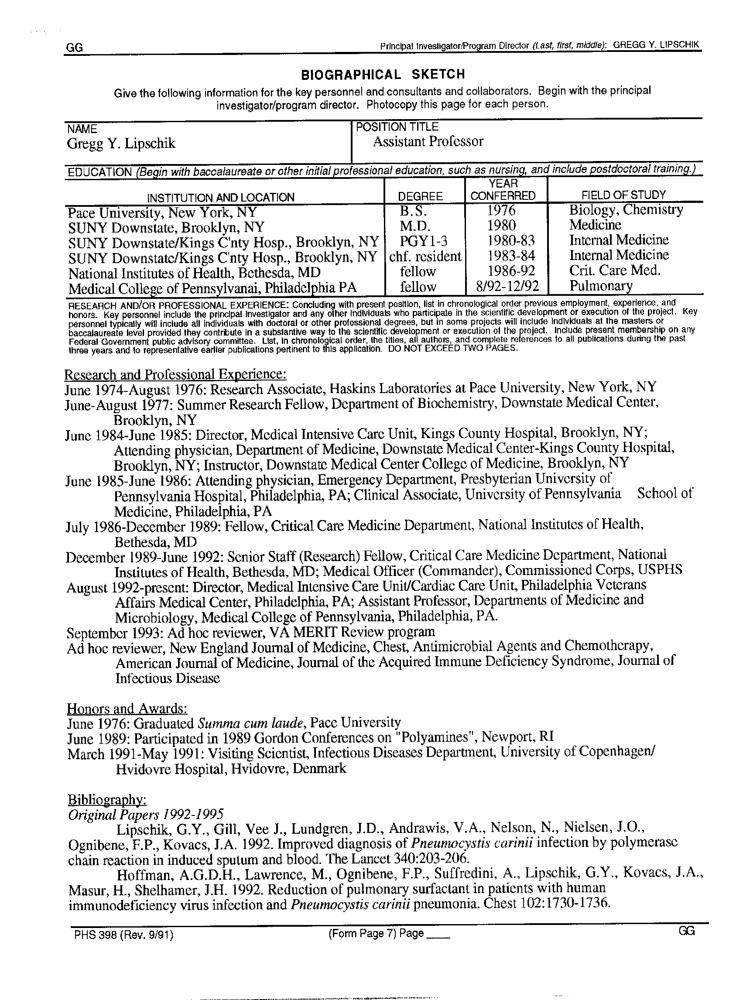 GG
Principal Investigator/Program Director (Last, first, middle): GREGG Y. LIPSCHIK
BIOGRAPHICAL SKETCH
Give the following information for the key personnel and consultants and collaborators. Begin with the principal
investigator/program director. Photocopy this page for each person.
NAME
Gregg Y. Lipschik
POSITION TITLE
Assistant Professor
EDUCATION (Begin with baccalaureate or other initial professional education, such as nursing, and include postdoctoral training.)
INSTITUTION AND LOCATION DEGREE YEAR CONFERRED FIELD OF STUDY
Pace University, New York, NY B.S. 1976 Biology, Chemistry
SUNY Downstate, Brooklyn, NY M.D. 1980 Medicine
SUNY Downstate/Kings C'nty Hosp., Brooklyn, NY PGY1-3 1980-83 Internal Medicine
SUNY Downstate/Kings C'nty Hosp., Brooklyn, NY chf. resident 1983-84 Internal Medicine
National Institutes of Health, Bethesda, MD fellow 1986-92 Crit. Care Med.
Medical College of Pennsylvanai, Philadelphia PA fellow 8/92-12/92 Pulmonary
RESEARCH AND/OR PROFESSIONAL EXPERIENCE: Concluding with present position, list in chronological order previous employment, experience, and
honors. Key personnel include the principal investigator and any other individuals who participate in the scientific development or execution of the project. Key
personnel typically will include all individuals with doctoral or other professional degrees, but in some projects will include individuals at the masters or
baccalaureate level provided they contribute in a substantive way to the scientific development or execution of the project. Include present membership on any
Federal Government public advisory committee. List, in chronological order, the titles, all authors, and complete references to all publications during the past
three years and to representative earlier publications pertinent to this application. DO NOT EXCEED TWO PAGES.
Research and Professional Experience:
June 1974-August 1976: Research Associate, Haskins Laboratories at Pace University, New York, NY
June-August 1977: Summer Research Fellow, Department of Biochemistry, Downstate Medical Center,
Brooklyn, NY
June 1984-June 1985: Director, Medical Intensive Care Unit, Kings County Hospital, Brooklyn, NY;
Attending physician, Department of Medicine, Downstate Medical Center-Kings County Hospital,
Brooklyn, NY; Instructor, Downstate Medical Center College of Medicine, Brooklyn, NY
June 1985-June 1986: Attending physician, Emergency Department, Presbyterian University of
Pennsylvania Hospital, Philadelphia, PA; Clinical Associate, University of Pennsylvania School of
Medicine, Philadelphia, PA
July 1986-December 1989: Fellow, Critical Care Medicine Department, National Institutes of Health,
Bethesda, MD
December 1989-June 1992: Senior Staff (Research) Fellow, Critical Care Medicine Department, National
Institutes of Health, Bethesda, MD; Medical Officer (Commander), Commissioned Corps, USPHS
August 1992-present: Director, Medical Intensive Care Unit/Cardiac Care Unit, Philadelphia Veterans
Affairs Medical Center, Philadelphia, PA; Assistant Professor, Departments of Medicine and
Microbiology, Medical College of Pennsylvania, Philadelphia, PA.
September 1993: Ad hoc reviewer, VA MERIT Review program
Ad hoc reviewer, New England Journal of Medicine, Chest, Antimicrobial Agents and Chemotherapy,
American Journal of Medicine, Journal of the Acquired Immune Deficiency Syndrome, Journal of
Infectious Disease
Honors and Awards:
June 1976: Graduated Summa cum laude, Pace University
June 1989: Participated in 1989 Gordon Conferences on "Polyamines", Newport, RI
March 1991-May 1991: Visiting Scientist, Infectious Diseases Department, University of Copenhagen/
Hvidovre Hospital, Hvidovre, Denmark
Bibliography:
Original Papers 1992-1995
Lipschik, G.Y., Gill, Vee J., Lundgren, J.D., Andrawis, V.A., Nelson, N., Nielsen, J.O.,
Ognibene, F.P., Kovacs, J.A. 1992. Improved diagnosis of Pneumocystis carinii infection by polymerase
chain reaction in induced sputum and blood. The Lancet 340:203-206.
Hoffman, A.G.D.H., Lawrence, M., Ognibene, F.P., Suffredini, A., Lipschik, G.Y., Kovacs, J.A.,
Masur, H., Shelhamer, J.H. 1992. Reduction of pulmonary surfactant in patients with human
immunodeficiency virus infection and Pneumocystis carinii pneumonia. Chest 102:1730-1736.
PHS 398 (Rev. 9/91) (Form Page 7) Page ____ GG